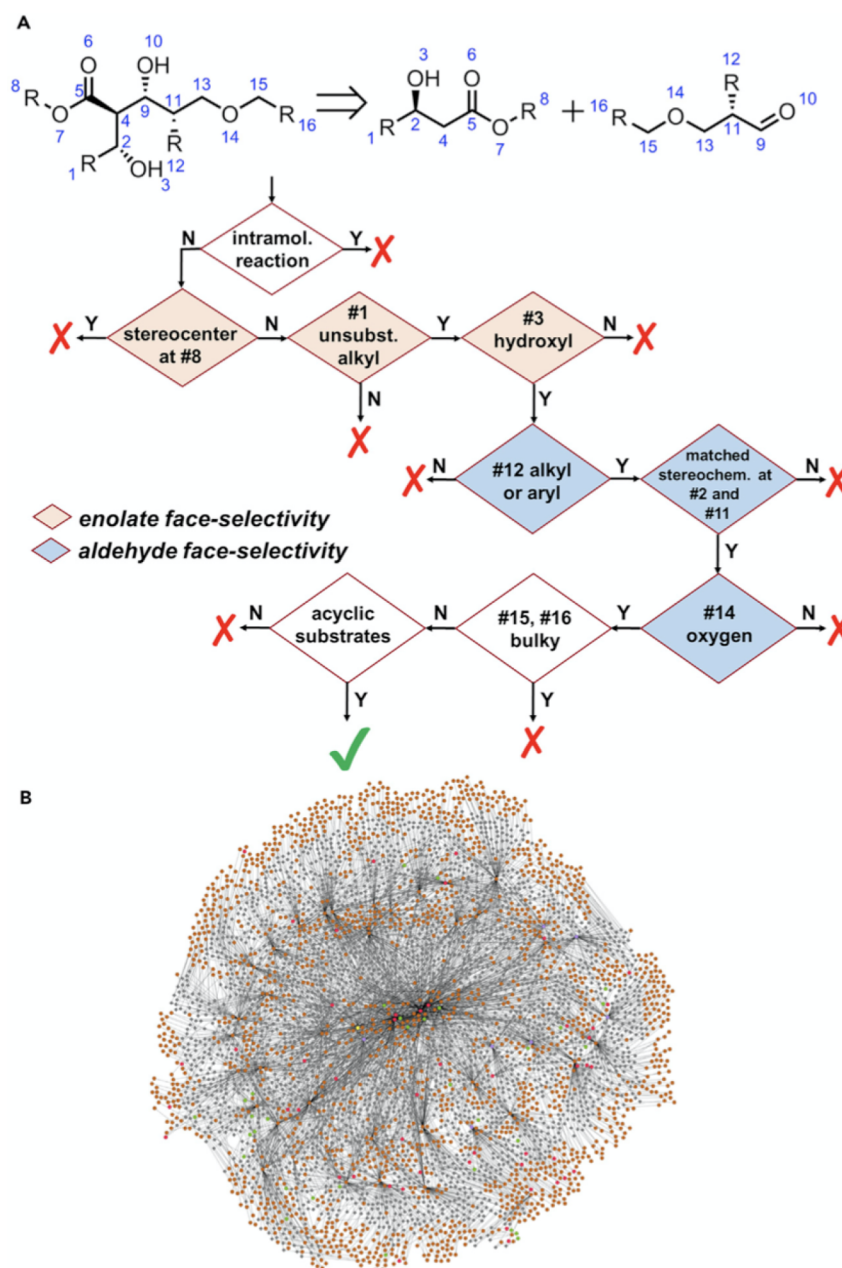 A
6
10
OH
O
8
R
5
13
15
O
7
4
9
11
O
14
R
16
2
R
12
R
1
OH
3
3
OH
6
O
8
R
R
1
2
4
5
O
7
+
12
R
10
O
16
R
14
O
11
15
13
9
N
intramol.
reaction
Y
Y
stereocenter
at #8
N
#1
unsubst.
alkyl
Y
#3
hydroxyl
N
N
Y
N
#12 alkyl
or aryl
Y
matched
stereochem. at
#2 and
#11
N
enolate face-selectivity
aldehyde face-selectivity
Y
N
acyclic
substrates
N
#15, #16
bulky
Y
#14
oxygen
N
Y
Y
B